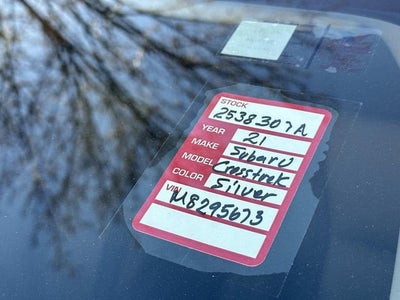 STOCK
2538307A
YEAR 21
MAKE Subaru
MODEL Crosstrek
COLOR Silver
VIN M8295673